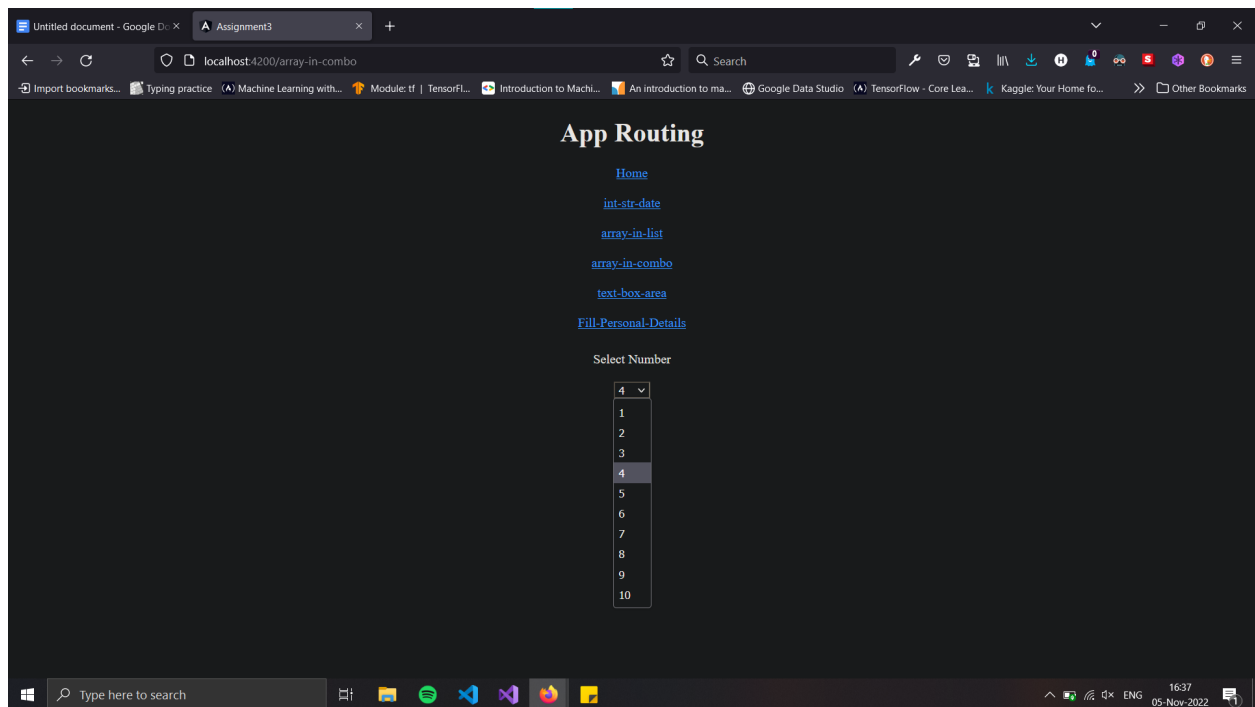 Untitled document - Google Do
Assignment3
localhost:4200/array-in-combo
Search
Import bookmarks...
Typing practice
Machine Learning with...
Module: tf | TensorFl...
Introduction to Machi...
An introduction to ma...
Google Data Studio
TensorFlow - Core Lea...
Kaggle: Your Home fo...
Other Bookmarks
App Routing
Home
int-str-date
array-in-list
array-in-combo
text-box-area
Fill-Personal-Details
Select Number
4
1
2
3
4
5
6
7
8
9
10
Type here to search
ENG
16:37
05-Nov-2022